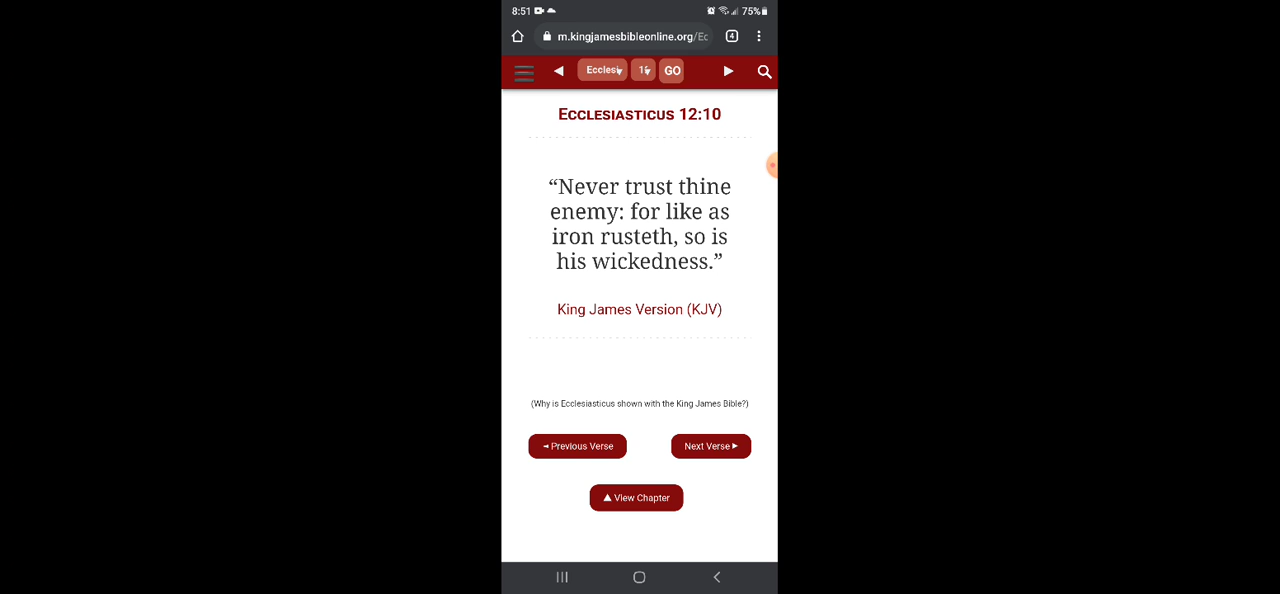 8:51 75%
m.kingjamesbibleonline.org/Ec 4
Ecclesi 1 GO
Ecclesiasticus 12:10
“Never trust thine
enemy: for like as
iron rusteth, so is
his wickedness.”
King James Version (KJV)
(Why is Ecclesiasticus shown with the King James Bible?)
◄ Previous Verse Next Verse ►
▲ View Chapter